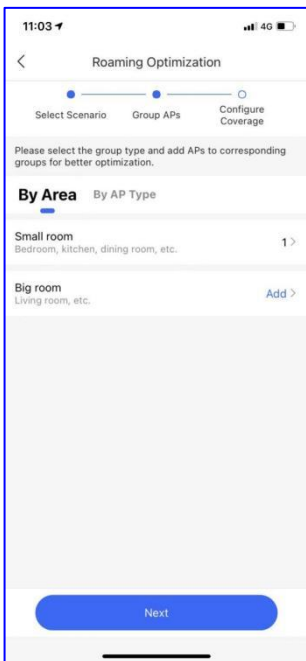 11:03 4G
Roaming Optimization
Select Scenario Group APs Configure
Coverage
Please select the group type and add APs to corresponding
groups for better optimization.
By Area By AP Type
Small room 1
Bedroom, kitchen, dining room, etc.
Big room Add
Living room, etc.
Next